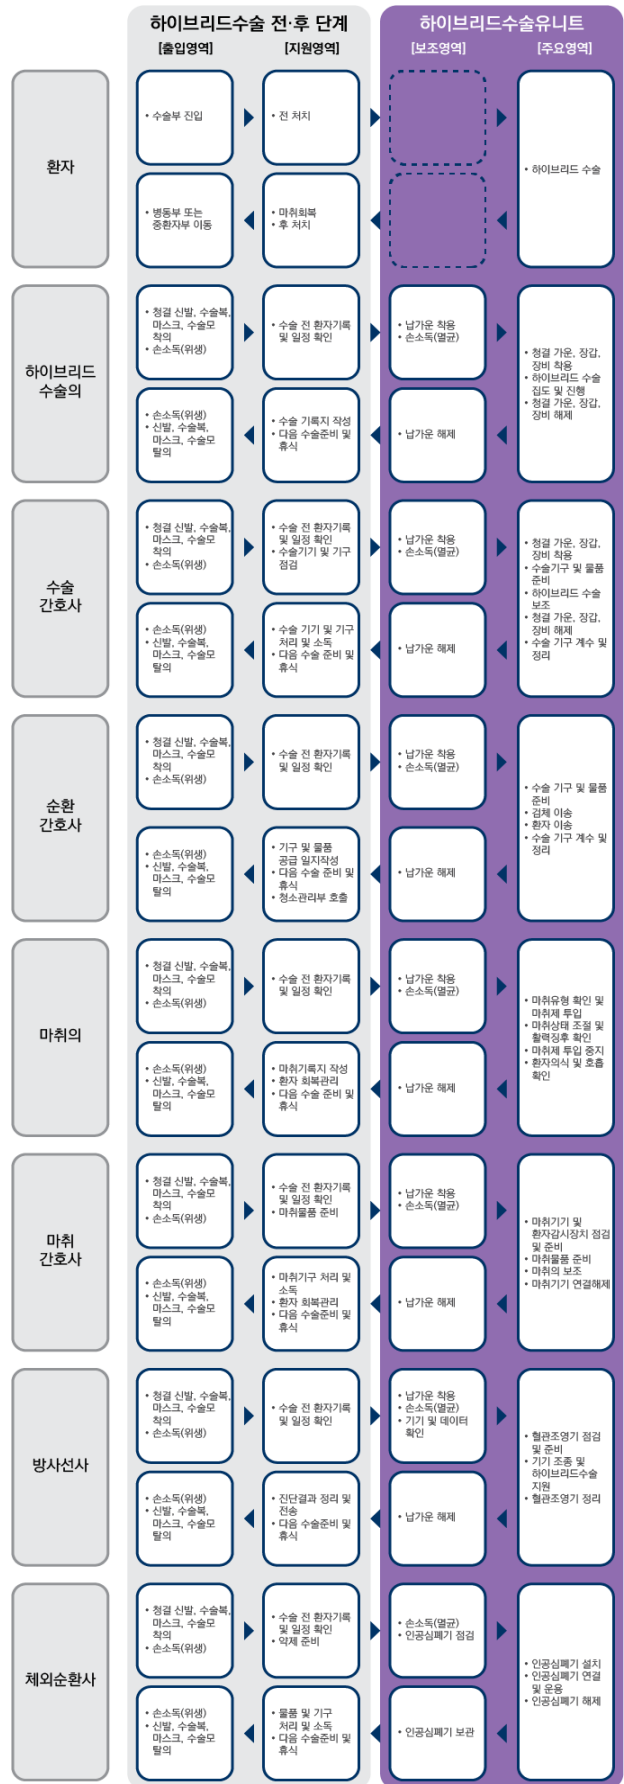 하이브리드수술 전·후 단계
하이브리드수술유니트
[출입영역]
[지원영역]
[보조영역]
[주요영역]
환자
• 수술부 진입
• 전 처치
• 하이브리드 수술
• 병동부 또는
중환자부 이동
• 마취회복
• 후 처치
하이브리드
수술의
• 청결 신발, 수술복,
마스크, 수술모
착의
• 손소독(위생)
• 수술 전 환자기록
및 일정 확인
• 납가운 착용
• 손소독(멸균)
• 청결 가운, 장갑,
장비 착용
• 하이브리드 수술
집도 및 진행
• 청결 가운, 장갑,
장비 해제
• 손소독(위생)
• 신발, 수술복,
마스크, 수술모
탈의
• 수술 기록지 작성
• 다음 수술준비 및
휴식
• 납가운 해제
수술
간호사
• 청결 신발, 수술복,
마스크, 수술모
착의
• 손소독(위생)
• 수술 전 환자기록
및 일정 확인
• 수술기기 및 기구
점검
• 납가운 착용
• 손소독(멸균)
• 청결 가운, 장갑,
장비 착용
• 수술기구 및 물품
준비
• 하이브리드 수술
보조
• 청결 가운, 장갑,
장비 해제
• 수술 기구 계수 및
정리
• 손소독(위생)
• 신발, 수술복,
마스크, 수술모
탈의
• 수술 기기 및 기구
처리 및 소독
• 다음 수술 준비 및
휴식
• 납가운 해제
순환
간호사
• 청결 신발, 수술복,
마스크, 수술모
착의
• 손소독(위생)
• 수술 전 환자기록
및 일정 확인
• 납가운 착용
• 손소독(멸균)
• 수술 기구 및 물품
준비
• 검체 이송
• 환자 이송
• 수술 기구 계수 및
정리
• 손소독(위생)
• 신발, 수술복,
마스크, 수술모
탈의
• 기구 및 물품
공급 일지작성
• 다음 수술 준비 및
휴식
• 청소관리부 호출
• 납가운 해제
마취의
• 청결 신발, 수술복,
마스크, 수술모
착의
• 손소독(위생)
• 수술 전 환자기록
및 일정 확인
• 납가운 착용
• 손소독(멸균)
• 마취유형 확인 및
마취제 투입
• 마취상태 조절 및
활력징후 확인
• 마취제 투입 중지
• 환자의식 및 호흡
확인
• 손소독(위생)
• 신발, 수술복,
마스크, 수술모
탈의
• 마취기록지 작성
• 환자 회복관리
• 다음 수술 준비 및
휴식
• 납가운 해제
마취
간호사
• 청결 신발, 수술복,
마스크, 수술모
착의
• 손소독(위생)
• 수술 전 환자기록
및 일정 확인
• 마취물품 준비
• 납가운 착용
• 손소독(멸균)
• 마취기기 및
환자감시장치 점검
및 준비
• 마취물품 준비
• 마취의 보조
• 마취기기 연결해제
• 손소독(위생)
• 신발, 수술복,
마스크, 수술모
탈의
• 마취기구 처리 및
소독
• 환자 회복관리
• 다음 수술준비 및
휴식
• 납가운 해제
방사선사
• 청결 신발, 수술복,
마스크, 수술모
착의
• 손소독(위생)
• 수술 전 환자기록
및 일정 확인
• 납가운 착용
• 손소독(멸균)
• 기기 및 데이터
확인
• 혈관조영기 점검
및 준비
• 기기 조종 및
하이브리드수술
지원
• 혈관조영기 정리
• 손소독(위생)
• 신발, 수술복,
마스크, 수술모
탈의
• 진단결과 정리 및
전송
• 다음 수술준비 및
휴식
• 납가운 해제
체외순환사
• 청결 신발, 수술복,
마스크, 수술모
착의
• 손소독(위생)
• 수술 전 환자기록
및 일정 확인
• 약제 준비
• 손소독(멸균)
• 인공심폐기 점검
• 인공심폐기 설치
• 인공심폐기 연결
및 운용
• 인공심폐기 해제
• 손소독(위생)
• 신발, 수술복,
마스크, 수술모
탈의
• 물품 및 기구
처리 및 소독
• 다음 수술준비 및
휴식
• 인공심폐기 보관